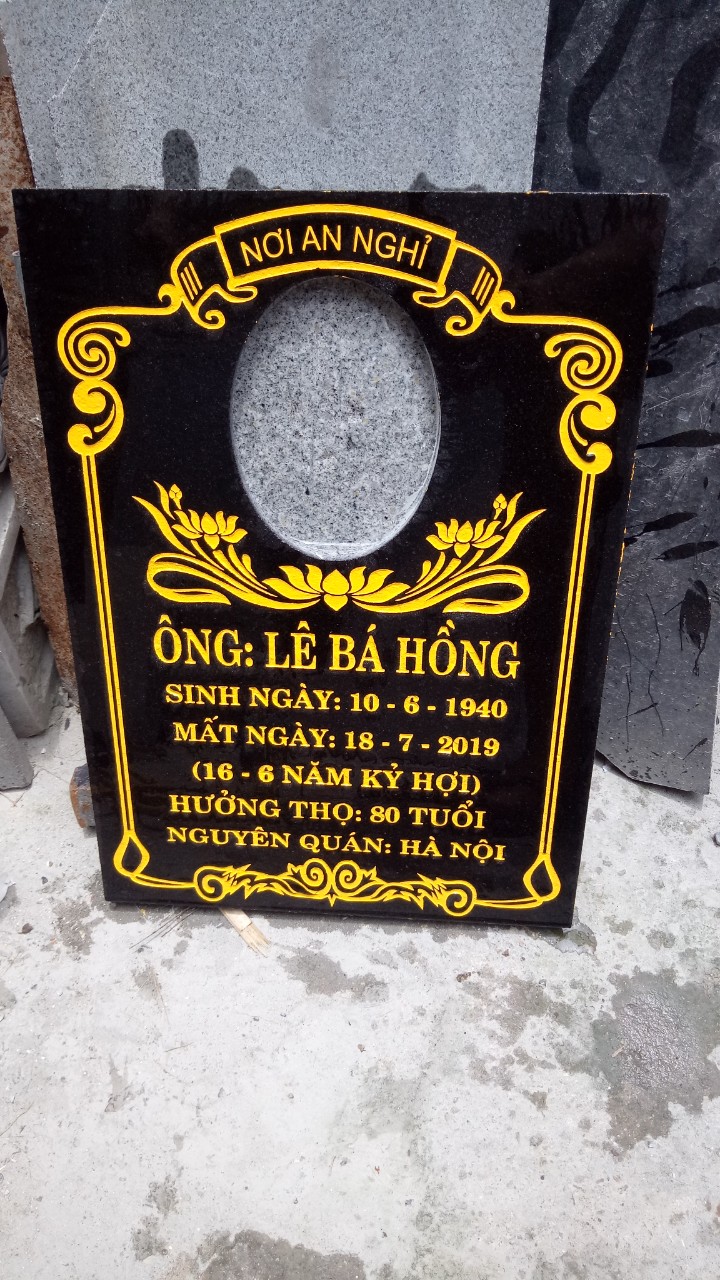 NƠI AN NGHỈ
ÔNG: LÊ BÁ HỒNG
SINH NGÀY: 10 - 6 - 1940
MẤT NGÀY: 18 - 7 - 2019
(16 - 6 NĂM KỶ HỢI)
HƯỞNG THỌ: 80 TUỔI
NGUYÊN QUÁN: HÀ NỘI